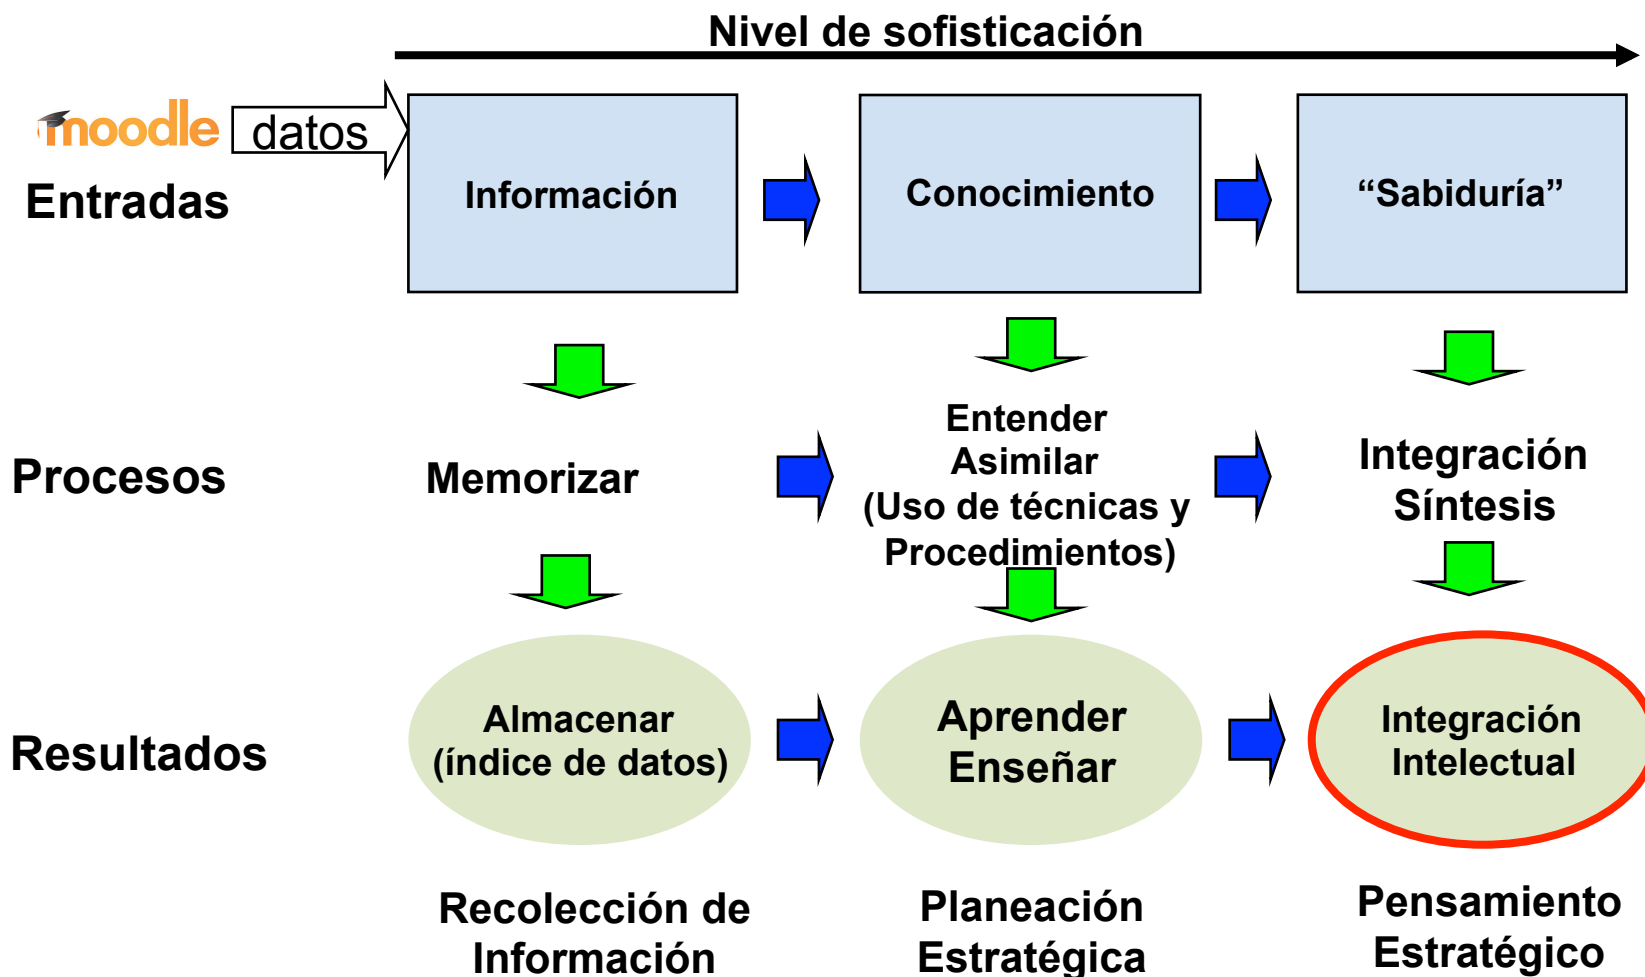 Nivel de sofisticación
moodle
datos
Entradas
Información
Conocimiento
“Sabiduría”
Procesos
Memorizar
Entender
Asimilar
(Uso de técnicas y
Procedimientos)
Integración
Síntesis
Resultados
Almacenar
(índice de datos)
Aprender
Enseñar
Integración
Intelectual
Recolección de
Información
Planeación
Estratégica
Pensamiento
Estratégico